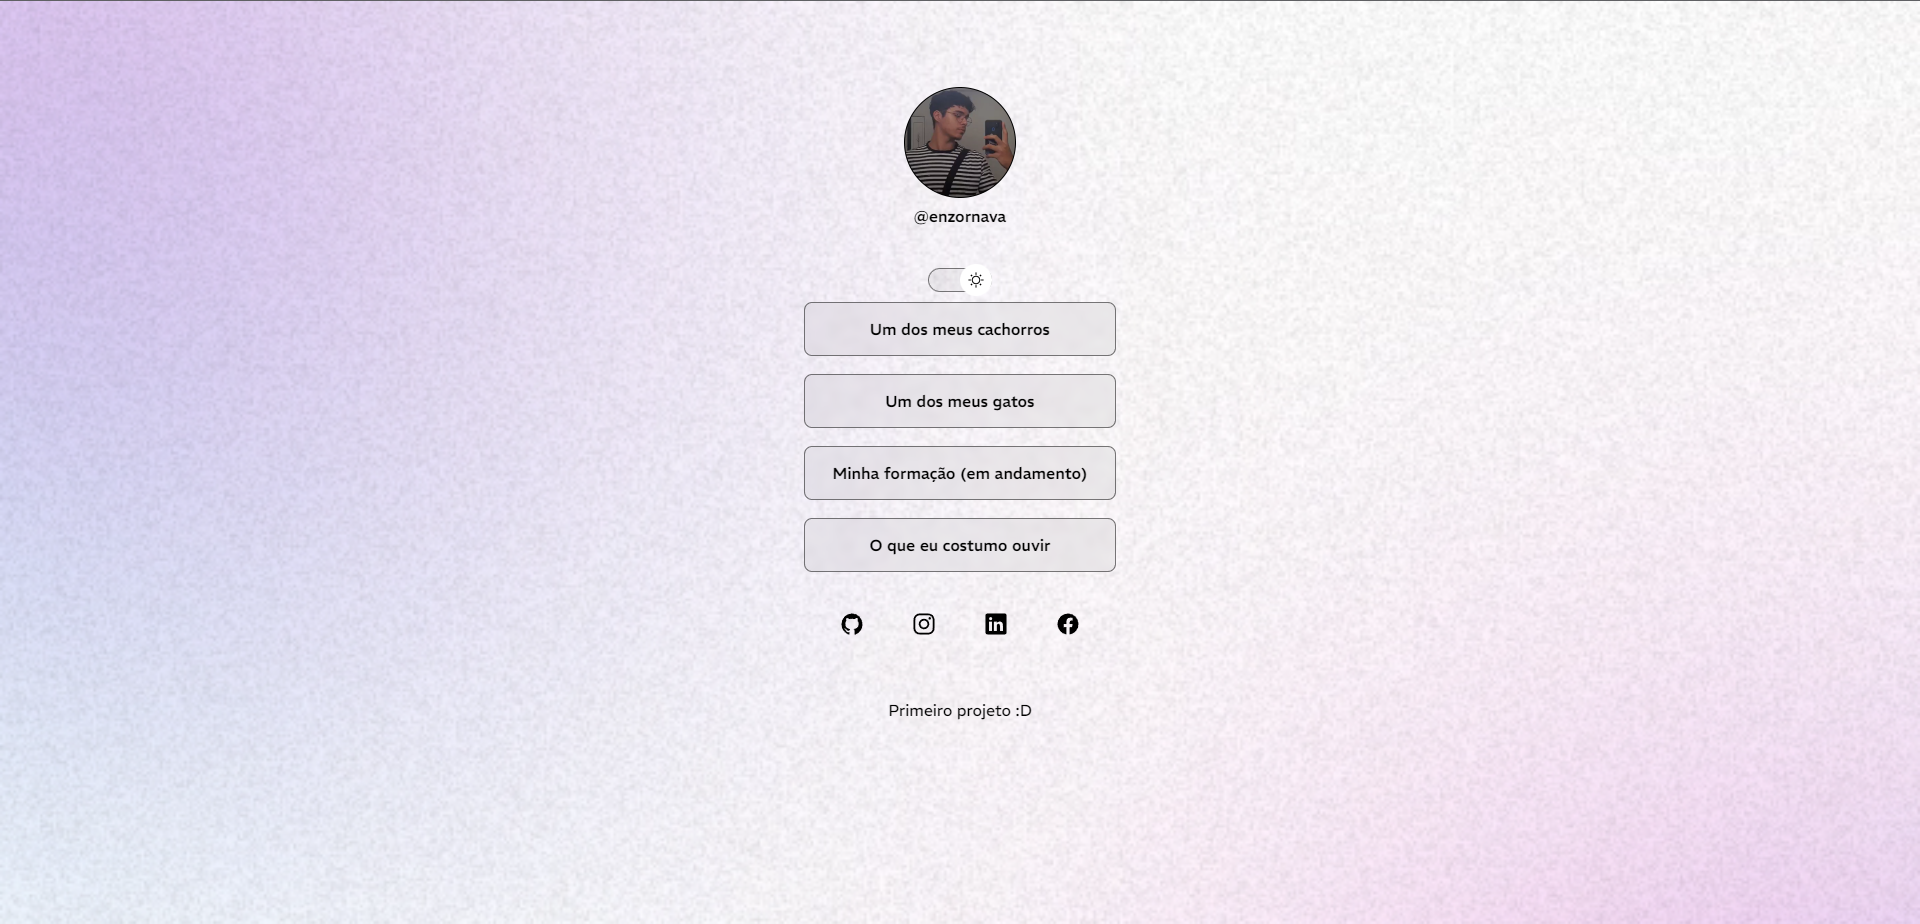 @enzornava
Um dos meus cachorros
Um dos meus gatos
Minha formação (em andamento)
O que eu costumo ouvir
Primeiro projeto :D